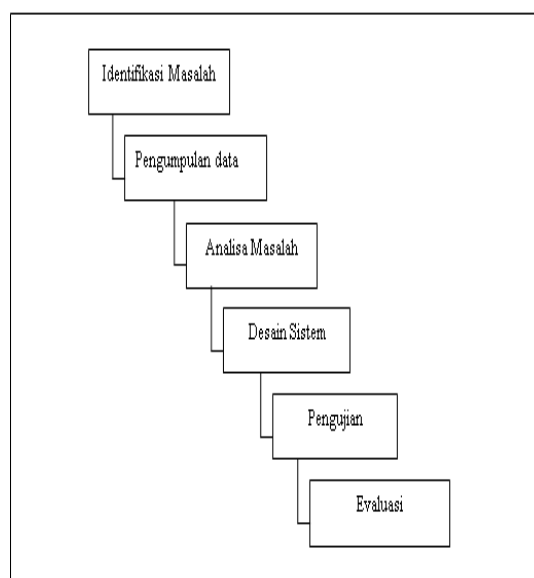 Identifikasi Masalah
Pengumpulan data
Analisa Masalah
Desain Sistem
Pengujian
Evaluasi